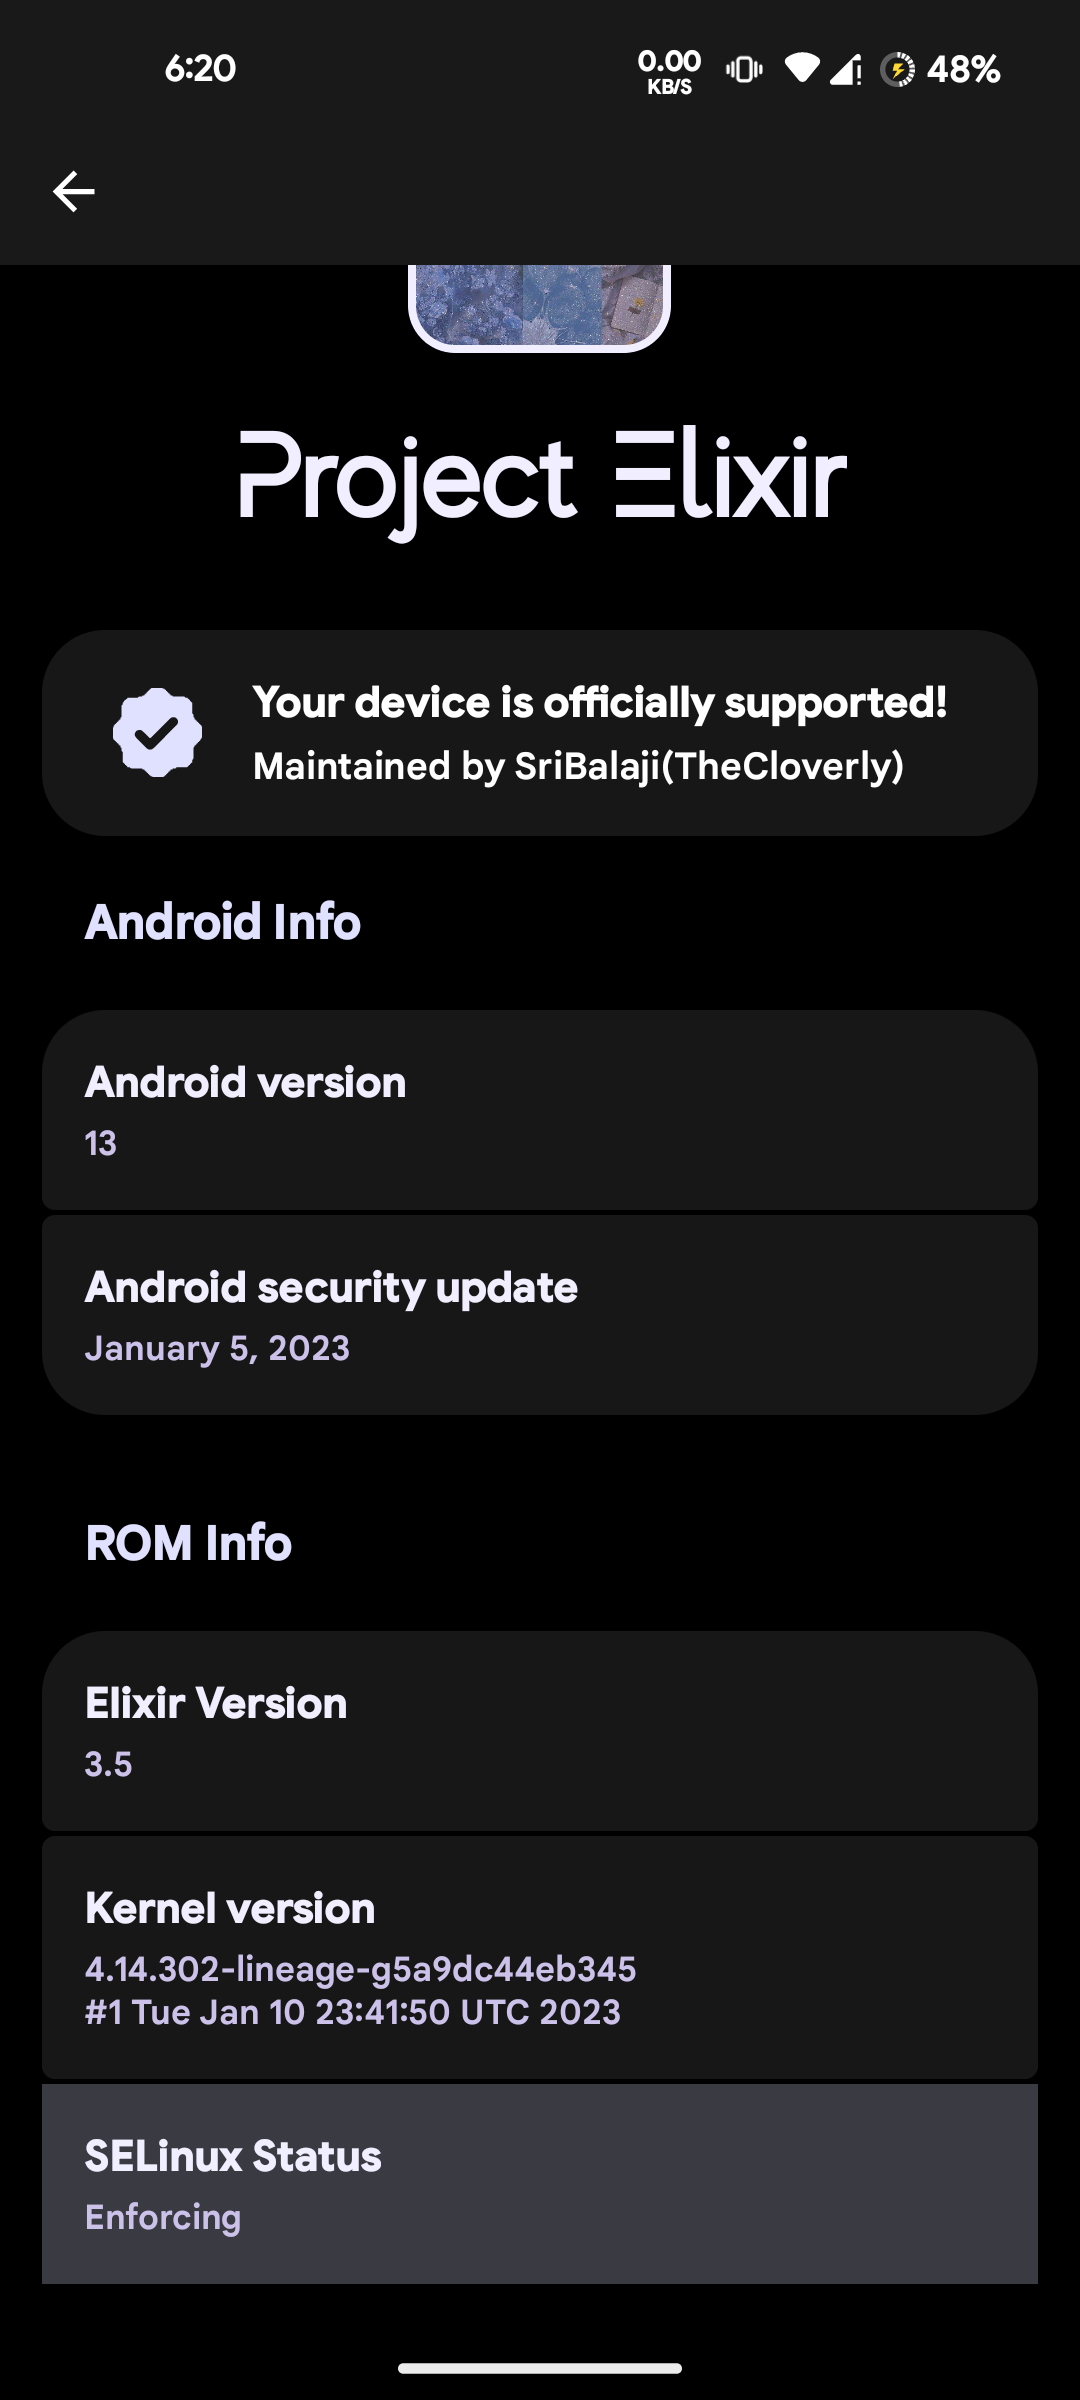 6:20
0.00
KB/S
48%
Project Elixir
Your device is officially supported!
Maintained by SriBalaji(TheCloverly)
Android Info
Android version
13
Android security update
January 5, 2023
ROM Info
Elixir Version
3.5
Kernel version
4.14.302-lineage-g5a9dc44eb345
#1 Tue Jan 10 23:41:50 UTC 2023
SELinux Status
Enforcing